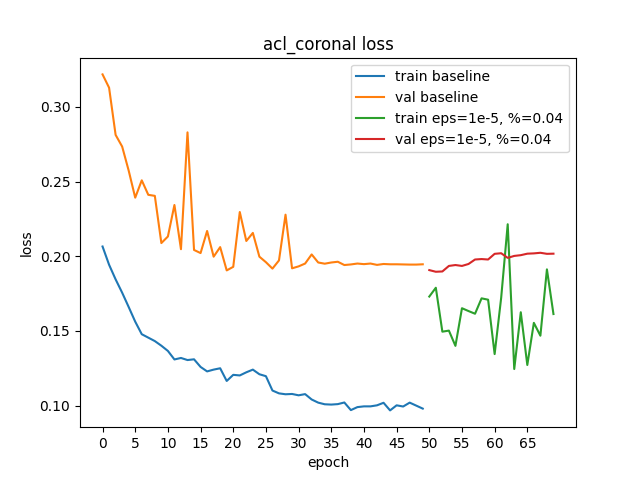 acl_coronal loss
train baseline
val baseline
train eps=1e-5, %=0.04
val eps=1e-5, %=0.04
0.30
0.25
0.20
0.15
0.10
loss
0 5 10 15 20 25 30 35 40 45 50 55 60 65
epoch